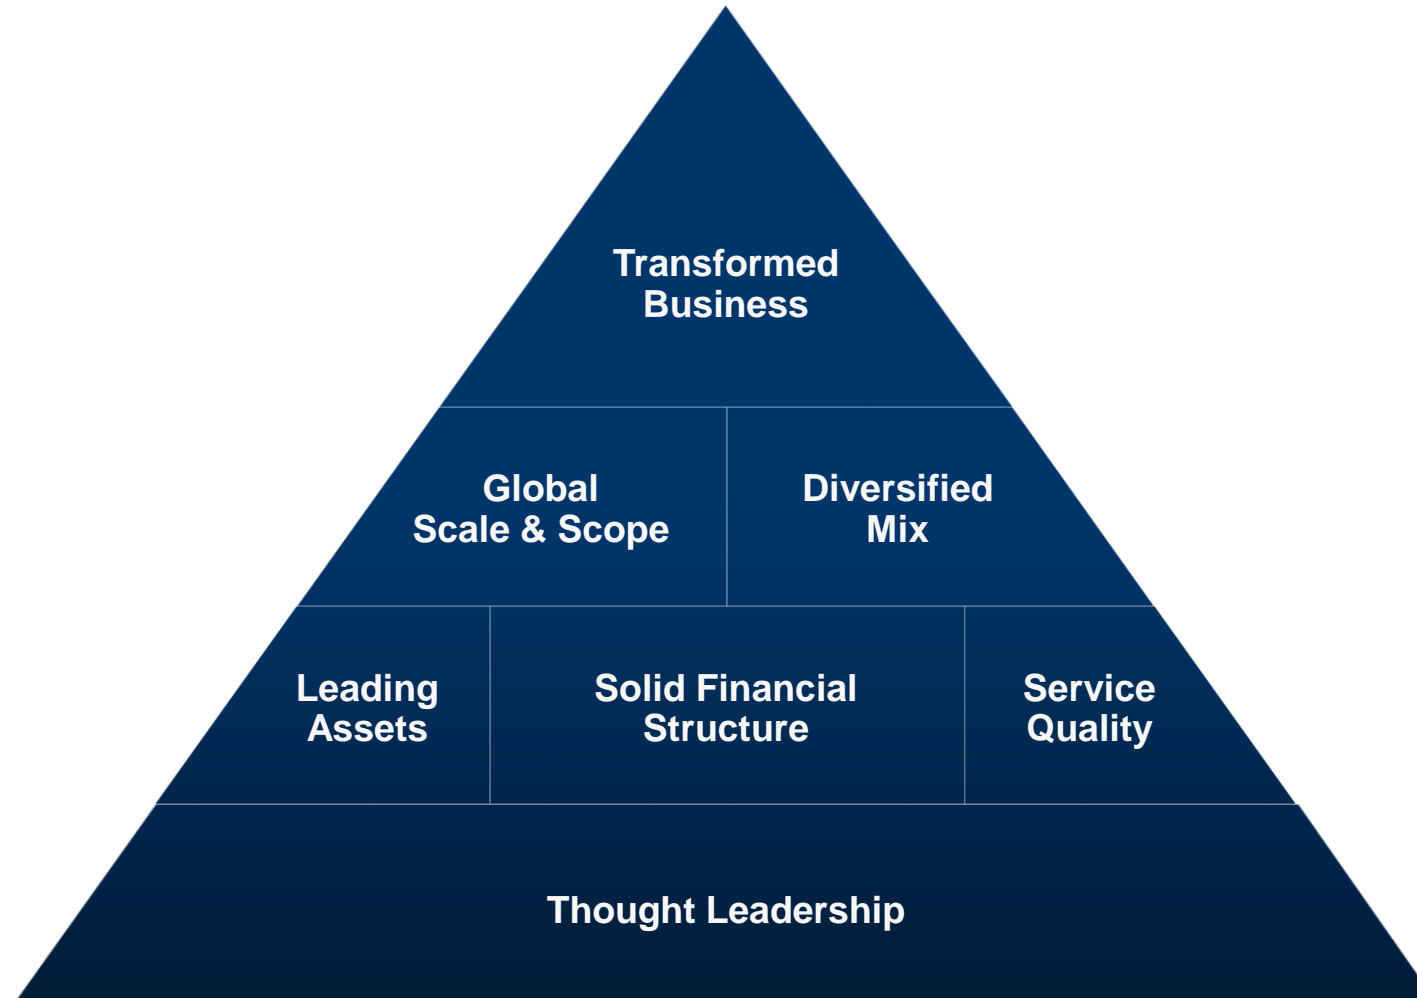 Transformed
Business
Global
Scale & Scope
Diversified
Mix
Leading
Assets
Solid Financial
Structure
Service
Quality
Thought Leadership